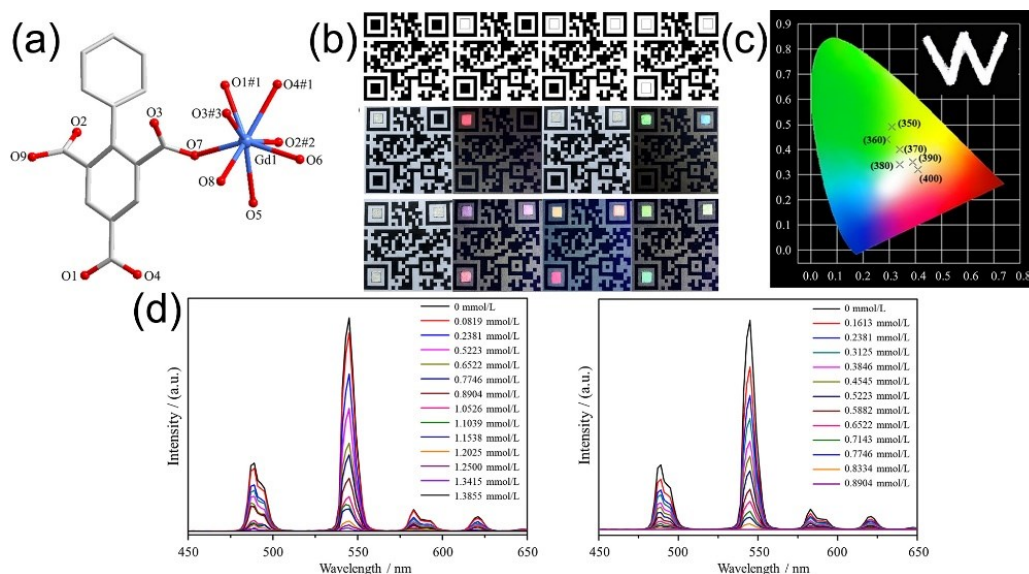 (a)
O1#1
O4#1
O3#3
O3
O2
O2#2
O7
O9
Gd1
O6
O8
O5
O1
O4
(b)
(c)
W
0.9
0.8
0.7
0.6
0.5
0.4
0.3
0.2
0.1
0.0
(350)
(360)
(370)
(380)
(390)
(400)
0.0 0.1 0.2 0.3 0.4 0.5 0.6 0.7 0.8
(d)
Intensity / (a.u.)
0 mmol/L
0.0819 mmol/L
0.2381 mmol/L
0.5223 mmol/L
0.6522 mmol/L
0.7746 mmol/L
0.8904 mmol/L
1.0526 mmol/L
1.1039 mmol/L
1.1538 mmol/L
1.2025 mmol/L
1.2500 mmol/L
1.3415 mmol/L
1.3855 mmol/L
450 500 550 600 650
Wavelength / nm
Intensity / (a.u.)
0 mmol/L
0.1613 mmol/L
0.2381 mmol/L
0.3125 mmol/L
0.3846 mmol/L
0.4545 mmol/L
0.5223 mmol/L
0.5882 mmol/L
0.6522 mmol/L
0.7143 mmol/L
0.7746 mmol/L
0.8334 mmol/L
0.8904 mmol/L
450 500 550 600 650
Wavelength / nm